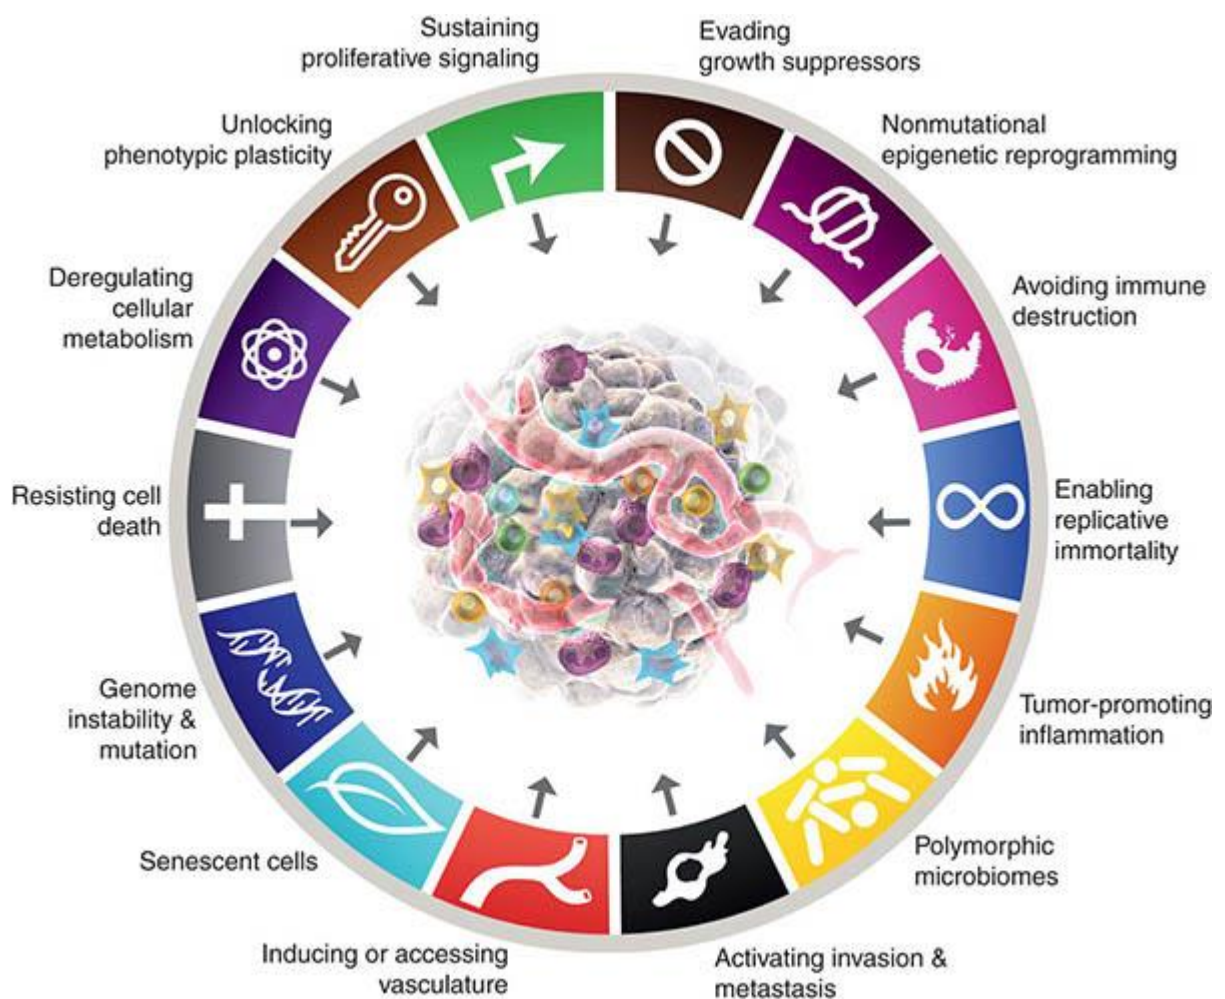 Sustaining
proliferative signaling
Evading
growth suppressors
Nonmutational
epigenetic reprogramming
Avoiding immune
destruction
Enabling
replicative
immortality
Tumor-promoting
inflammation
Polymorphic
microbiomes
Activating invasion &
metastasis
Inducing or accessing
vasculature
Senescent cells
Genome
instability &
mutation
Resisting cell
death
Deregulating
cellular
metabolism
Unlocking
phenotypic plasticity